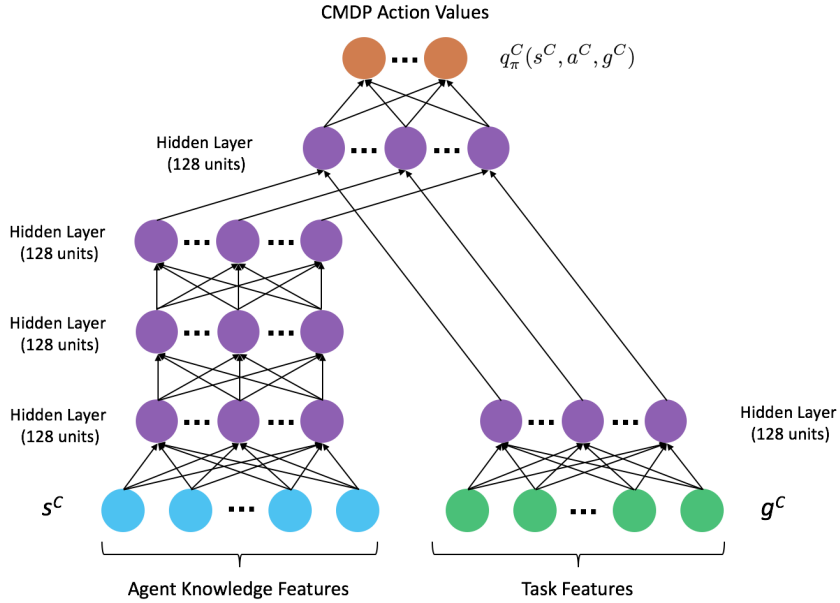 CMDP Action Values
q_π^C(s^C, a^C, g^C)
Hidden Layer
(128 units)
Hidden Layer
(128 units)
Hidden Layer
(128 units)
Hidden Layer
(128 units)
Hidden Layer
(128 units)
s^C
g^C
Agent Knowledge Features
Task Features